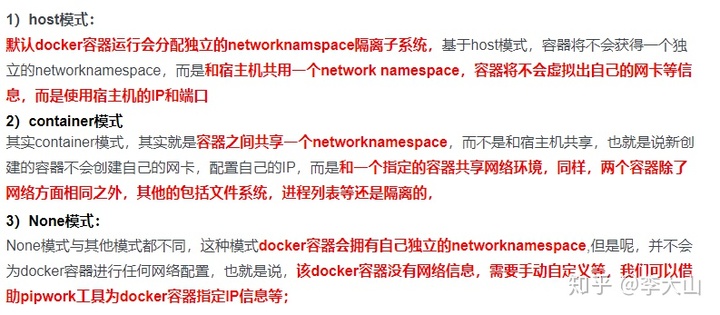 1）host模式：
默认docker容器运行会分配独立的networknamspace隔离子系统，基于host模式，容器将不会获得一个独
立的networknamespace，而是和宿主机共用一个network namespace，容器将不会虚拟出自己的网卡等信
息，而是使用宿主机的IP和端口
2）container模式
其实container模式，其实就是容器之间共享一个networknamespace，而不是和宿主机共享，也就是说新
创建的容器不会创建自己的网卡，配置自己的IP，而是和一个指定的容器共享网络环境，同样，两个容器除了
网络方面相同之外，其他的包括文件系统，进程列表等还是隔离的，
3）None模式：
None模式与其他模式都不同，这种模式docker容器会拥有自己独立的networknamespace,但是呢，并不会
为docker容器进行任何网络配置，也就是说，该docker容器没有网络信息，需要手动自定义等，我们可以借
助pipwork工具为docker容器指定IP信息等；
知乎 @李大山